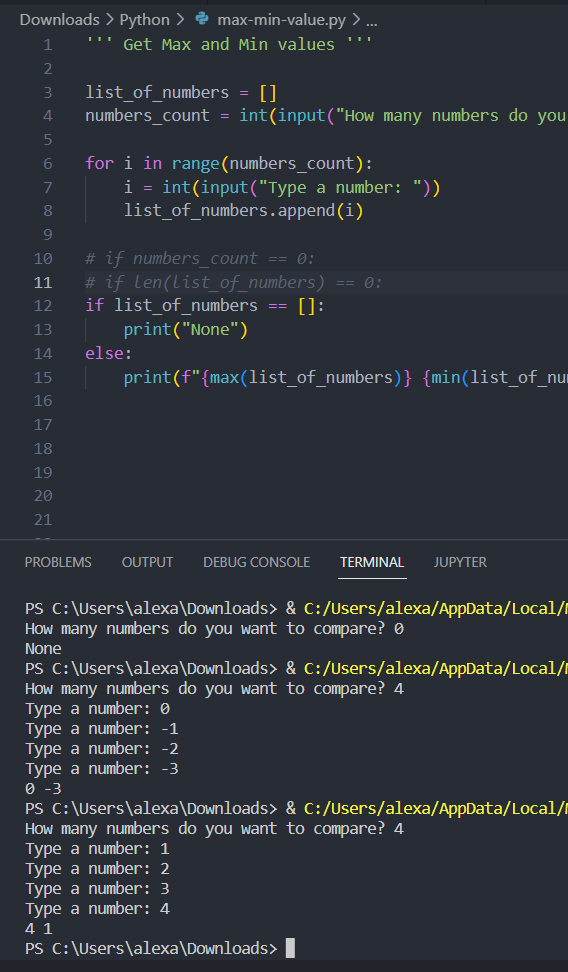 Downloads > Python > max-min-value.py > ...
1 ''' Get Max and Min values '''
2
3 list_of_numbers = []
4 numbers_count = int(input("How many numbers do you
5
6 for i in range(numbers_count):
7 i = int(input("Type a number: "))
8 list_of_numbers.append(i)
9
10 # if numbers_count == 0:
11 # if len(list_of_numbers) == 0:
12 if list_of_numbers == []:
13 print("None")
14 else:
15 print(f"{max(list_of_numbers)} {min(list_of_nu
16
17
18
19
20
21
PROBLEMS OUTPUT DEBUG CONSOLE TERMINAL JUPYTER
PS C:\Users\alexa\Downloads> & C:/Users/alexa/AppData/Local/
How many numbers do you want to compare? 0
None
PS C:\Users\alexa\Downloads> & C:/Users/alexa/AppData/Local/
How many numbers do you want to compare? 4
Type a number: 0
Type a number: -1
Type a number: -2
Type a number: -3
0 -3
PS C:\Users\alexa\Downloads> & C:/Users/alexa/AppData/Local/
How many numbers do you want to compare? 4
Type a number: 1
Type a number: 2
Type a number: 3
Type a number: 4
4 1
PS C:\Users\alexa\Downloads>